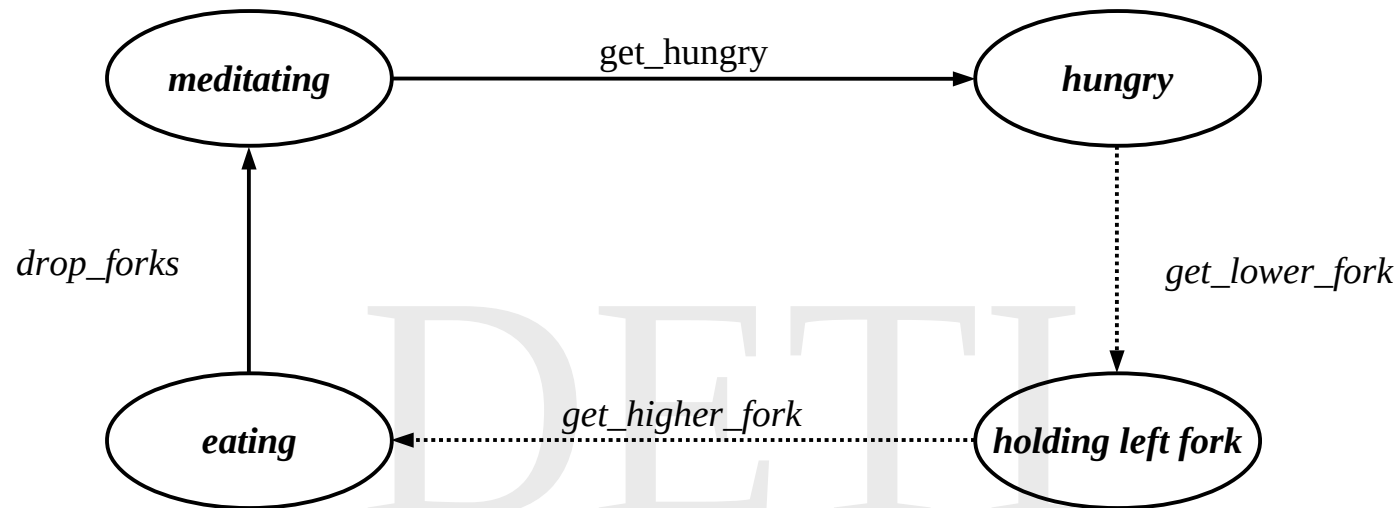 get_hungry
meditating
hungry
drop_forks
get_lower_fork
get_higher_fork
eating
holding left fork
DETI